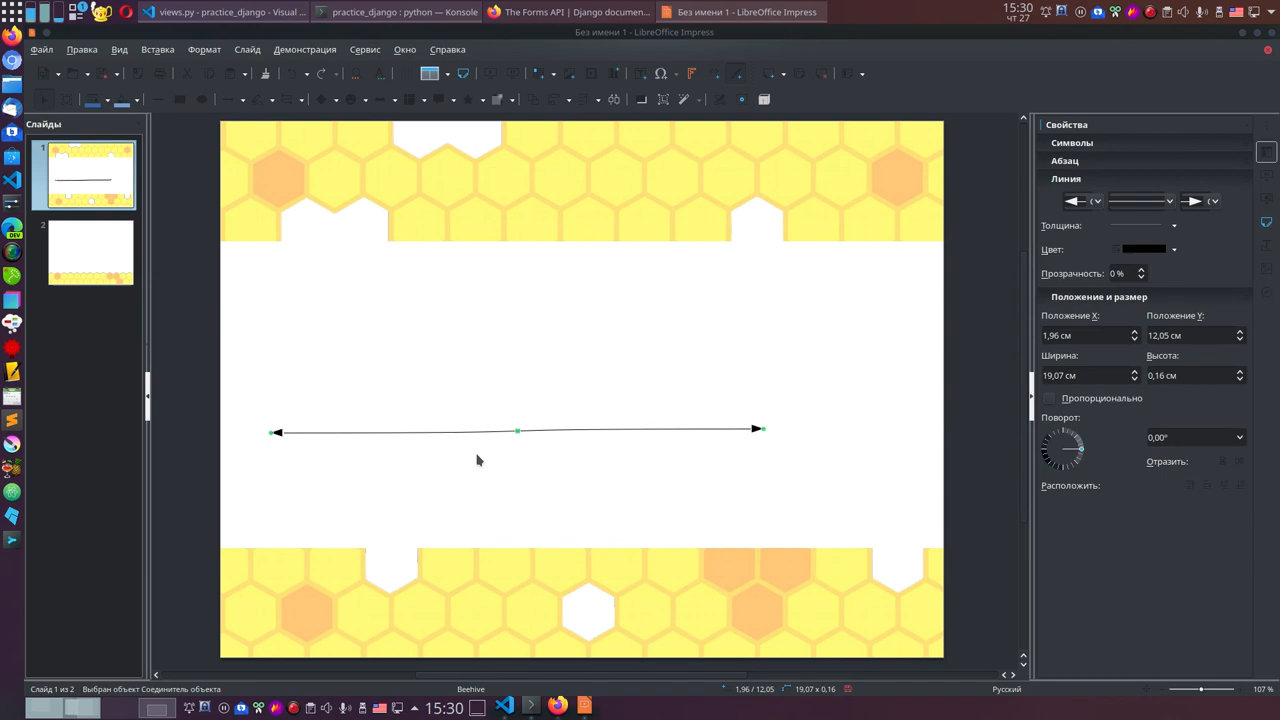 views.py - practice_django - Visual ...
practice_django : python — Konsole
The Forms API | Django documen...
Без имени 1 - LibreOffice Impress
15:30
чт 27
Без имени 1 - LibreOffice Impress
Файл Правка Вид Вставка Формат Слайд Демонстрация Сервис Окно Справка
Слайды
1
2
Свойства
Символы
Абзац
Линия
Толщина:
Цвет:
Прозрачность: 0 %
Положение и размер
Положение X: Положение Y:
1,96 см 12,05 см
Ширина: Высота:
19,07 см 0,16 см
Пропорционально
Поворот:
0,00°
Отразить:
Расположить:
Слайд 1 из 2 Выбран объект Соединитель объекта Beehive 1,96 / 12,05 19,07 x 0,16 Русский 107 %
15:30